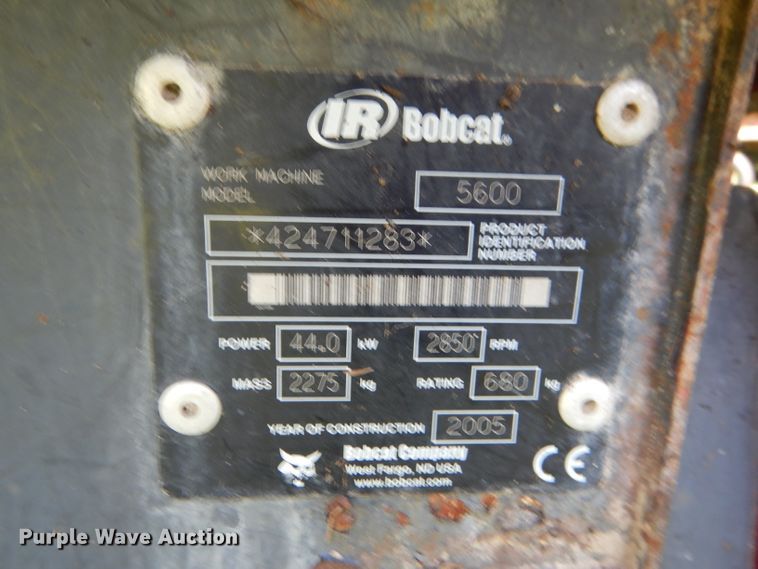 IR Bobcat®
WORK MACHINE MODEL 5600
*424711283* PRODUCT IDENTIFICATION NUMBER
POWER 44.0 kW 2850 RPM
MASS 2275 kg RATING 680 kg
YEAR OF CONSTRUCTION 2005
Bobcat Company
West Fargo, ND USA
www.bobcat.com
CE
Purple Wave Auction